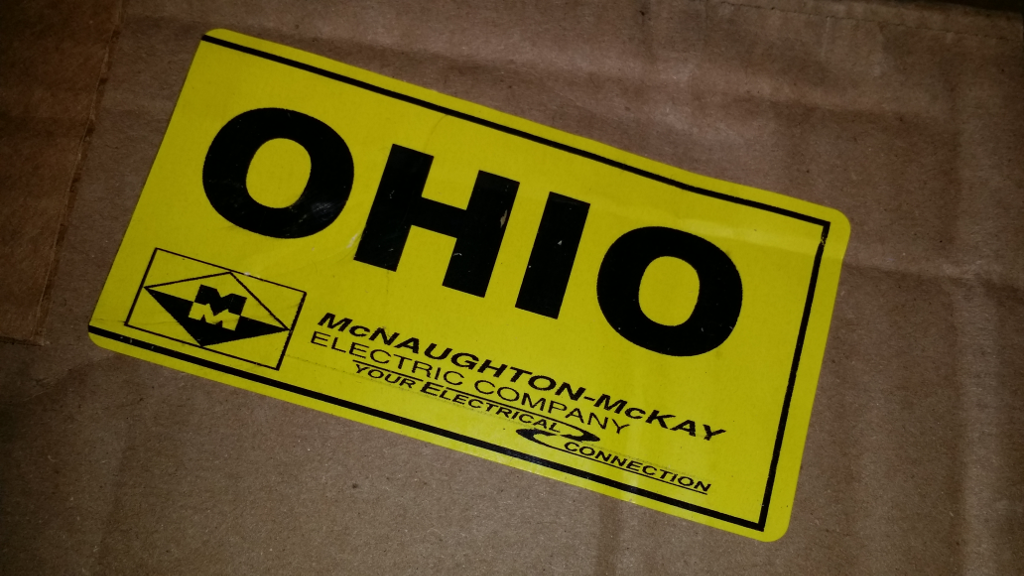 OHIO
M
M
McNAUGHTON-McKAY
ELECTRIC COMPANY
YOUR ELECTRICAL
CONNECTION